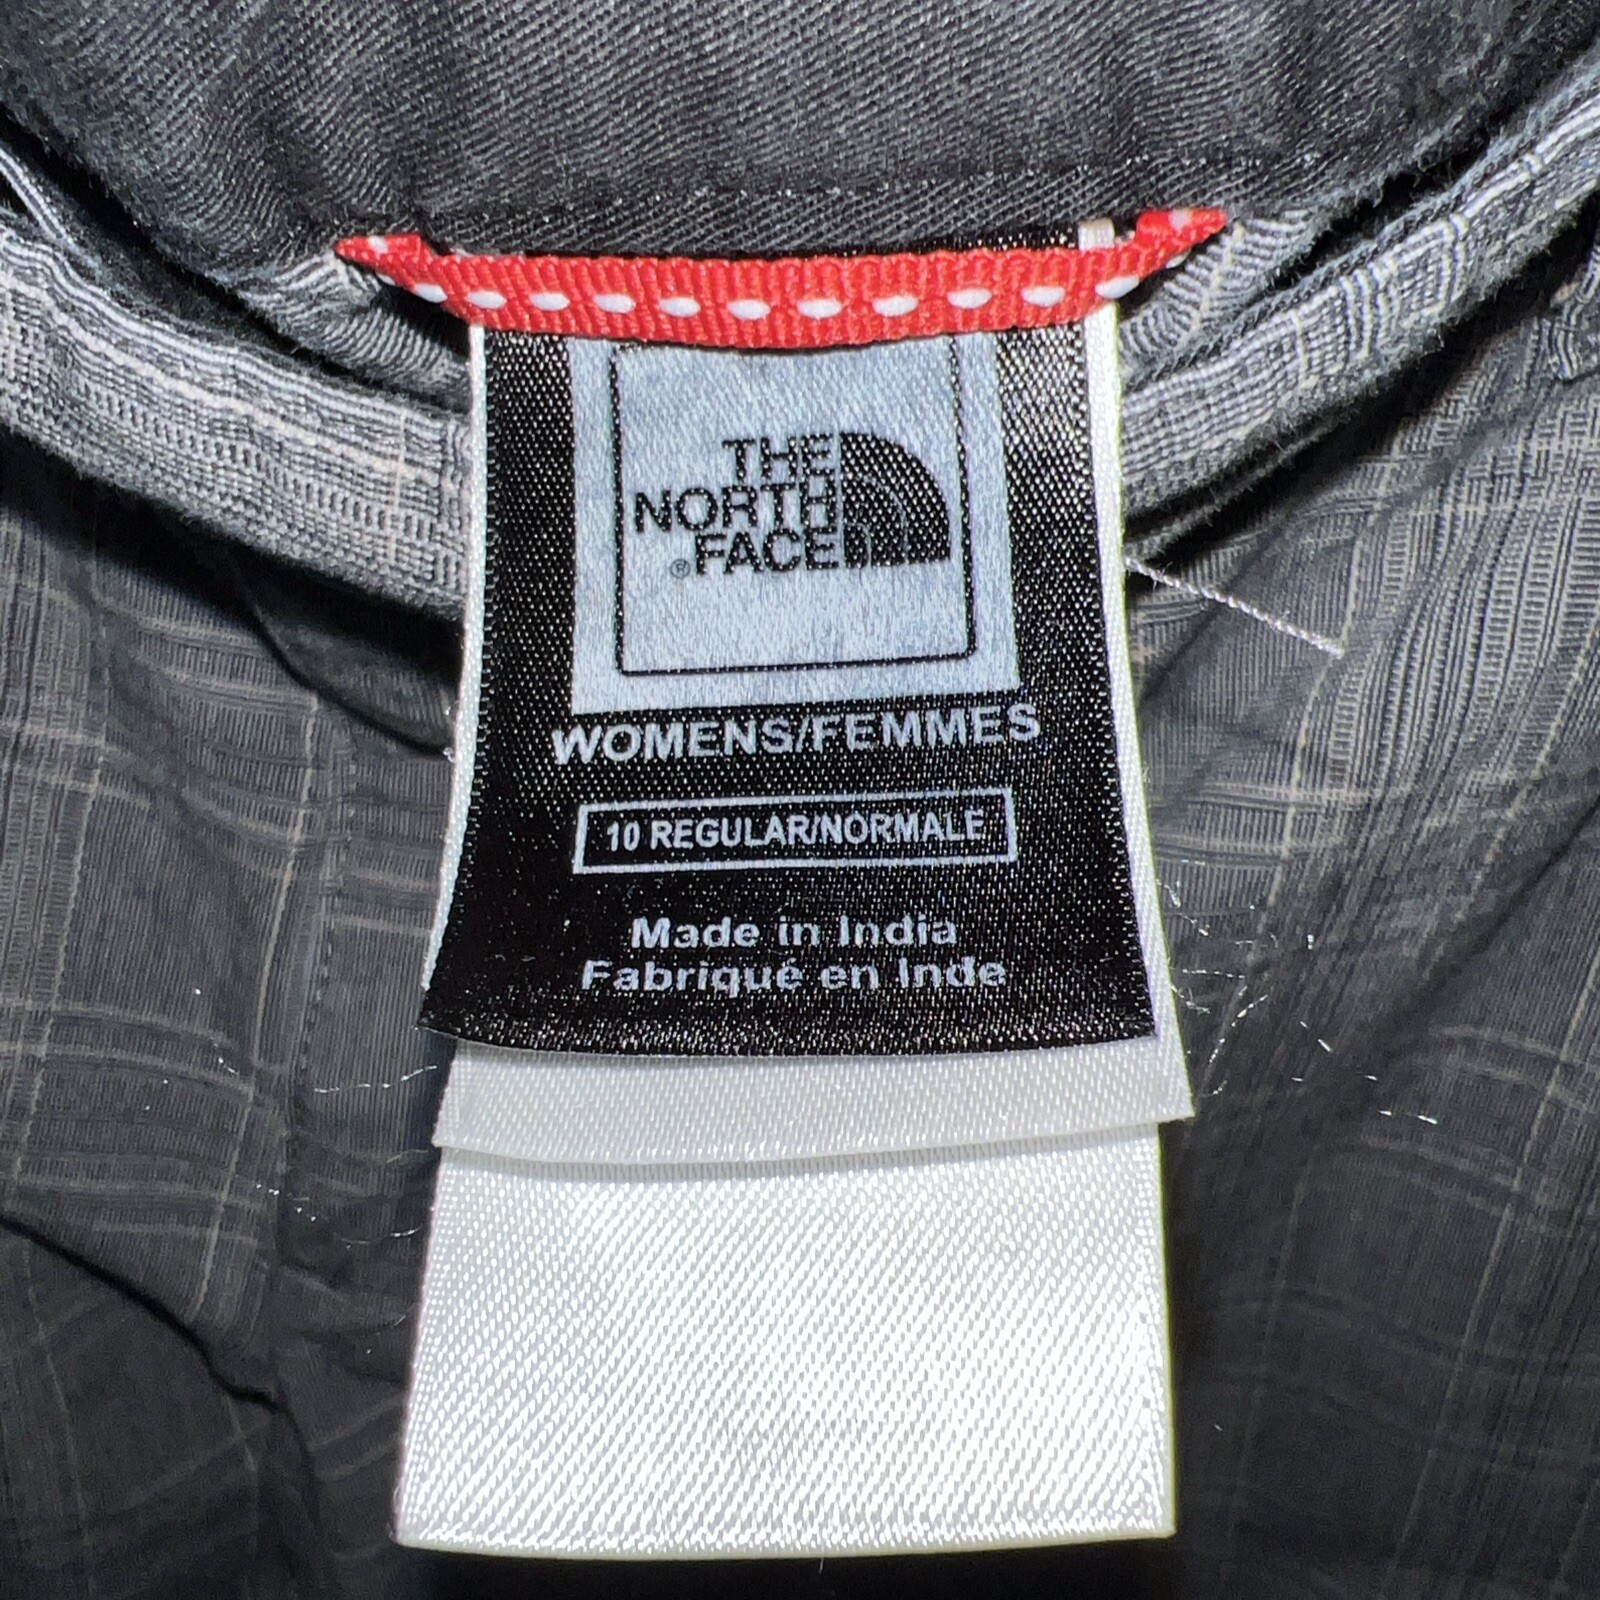 THE
NORTH
® FACE
WOMENS/FEMMES
10 REGULAR/NORMALE
Made in India
Fabriqué en Inde